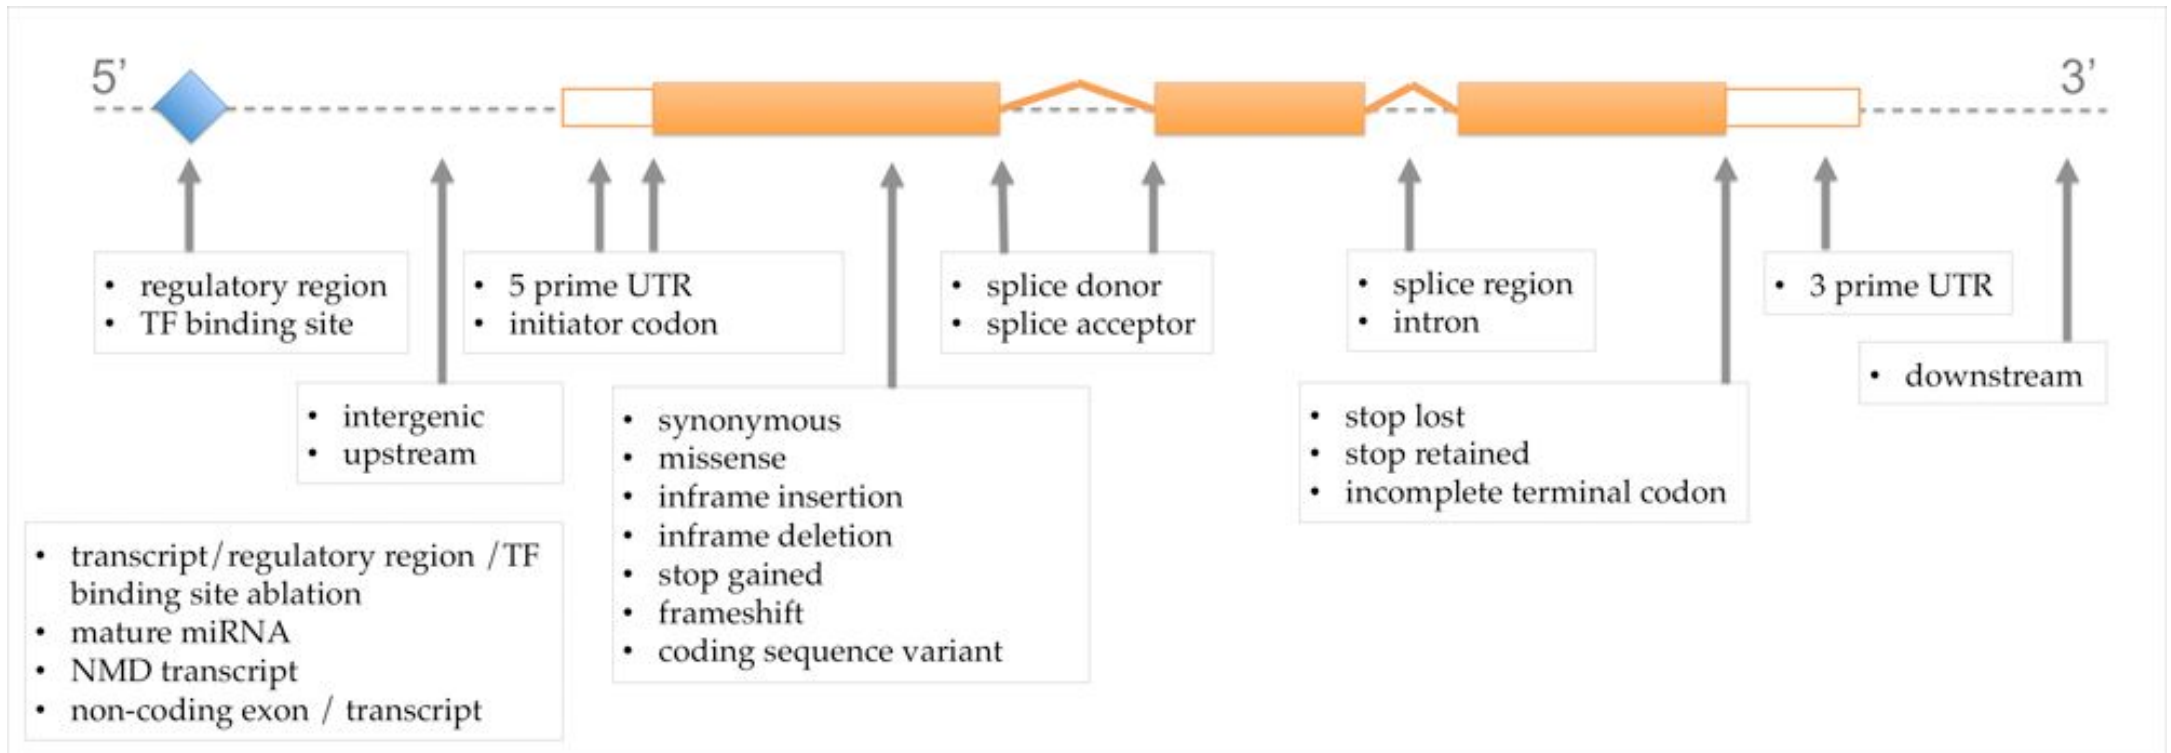 5’
3’
• regulatory region
• TF binding site
• intergenic
• upstream
• 5 prime UTR
• initiator codon
• synonymous
• missense
• inframe insertion
• inframe deletion
• stop gained
• frameshift
• coding sequence variant
• splice donor
• splice acceptor
• splice region
• intron
• stop lost
• stop retained
• incomplete terminal codon
• 3 prime UTR
• downstream
• transcript/regulatory region /TF
binding site ablation
• mature miRNA
• NMD transcript
• non-coding exon / transcript